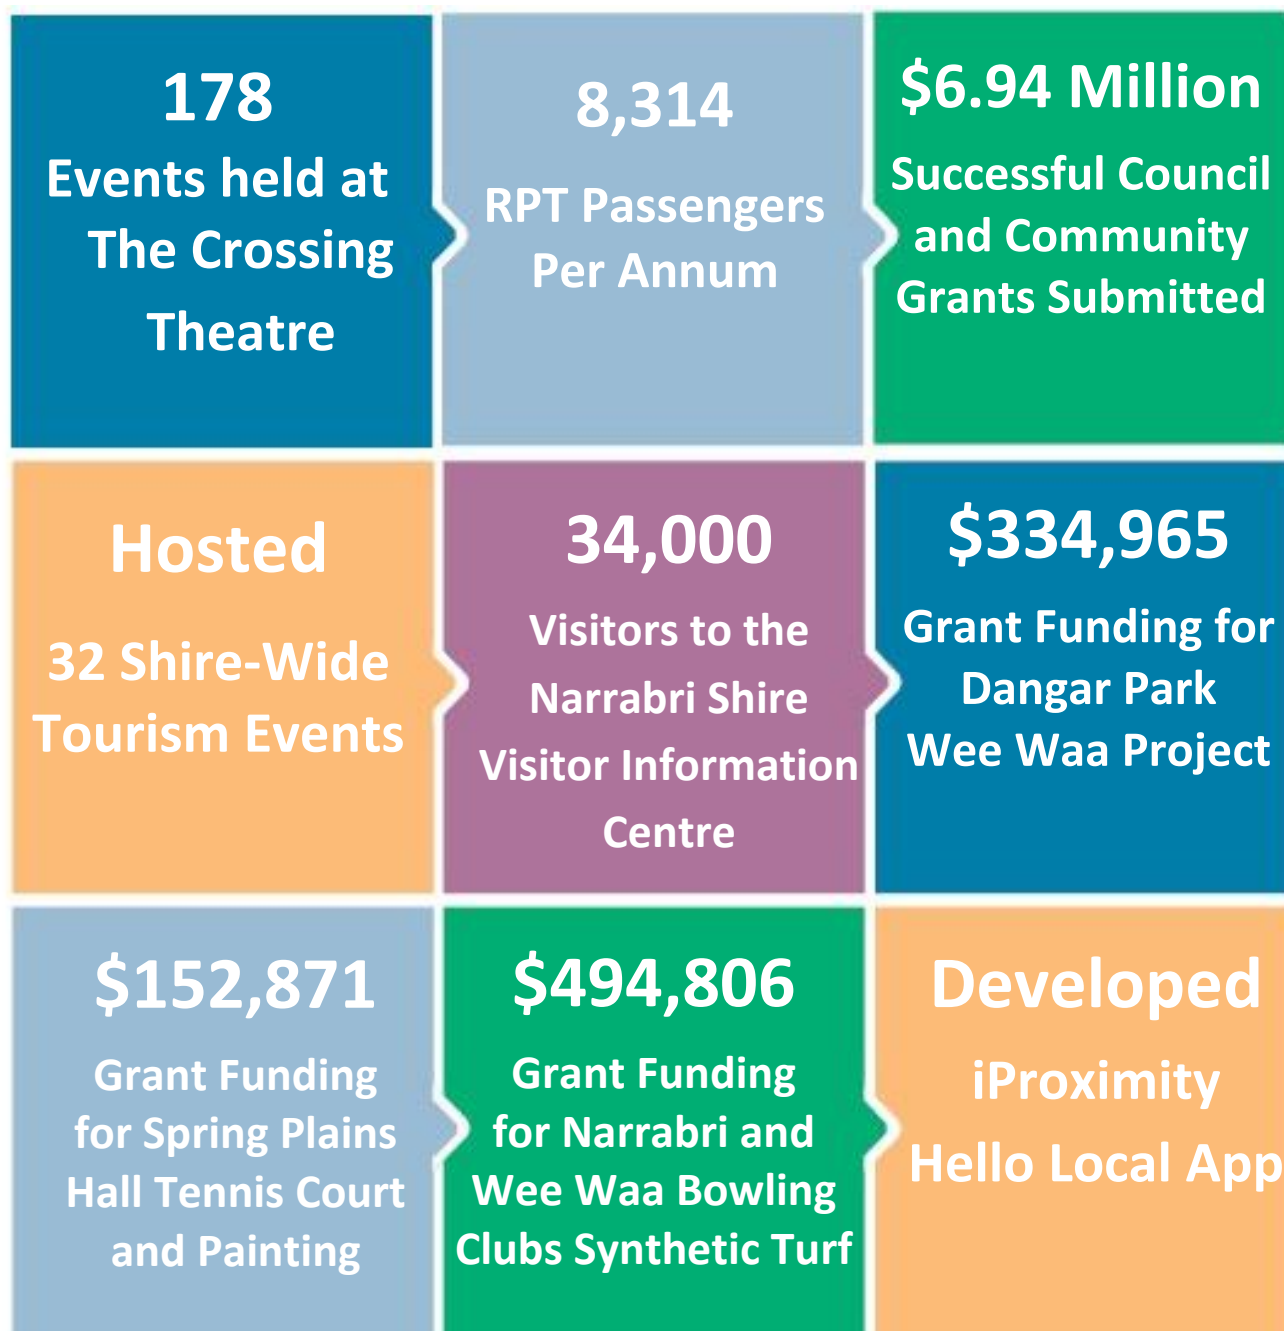 178
Events held at
The Crossing
Theatre
8,314
RPT Passengers
Per Annum
$6.94 Million
Successful Council
and Community
Grants Submitted
Hosted
32 Shire-Wide
Tourism Events
34,000
Visitors to the
Narrabri Shire
Visitor Information
Centre
$334,965
Grant Funding for
Dangar Park
Wee Waa Project
$152,871
Grant Funding
for Spring Plains
Hall Tennis Court
and Painting
$494,806
Grant Funding
for Narrabri and
Wee Waa Bowling
Clubs Synthetic Turf
Developed
iProximity
Hello Local App